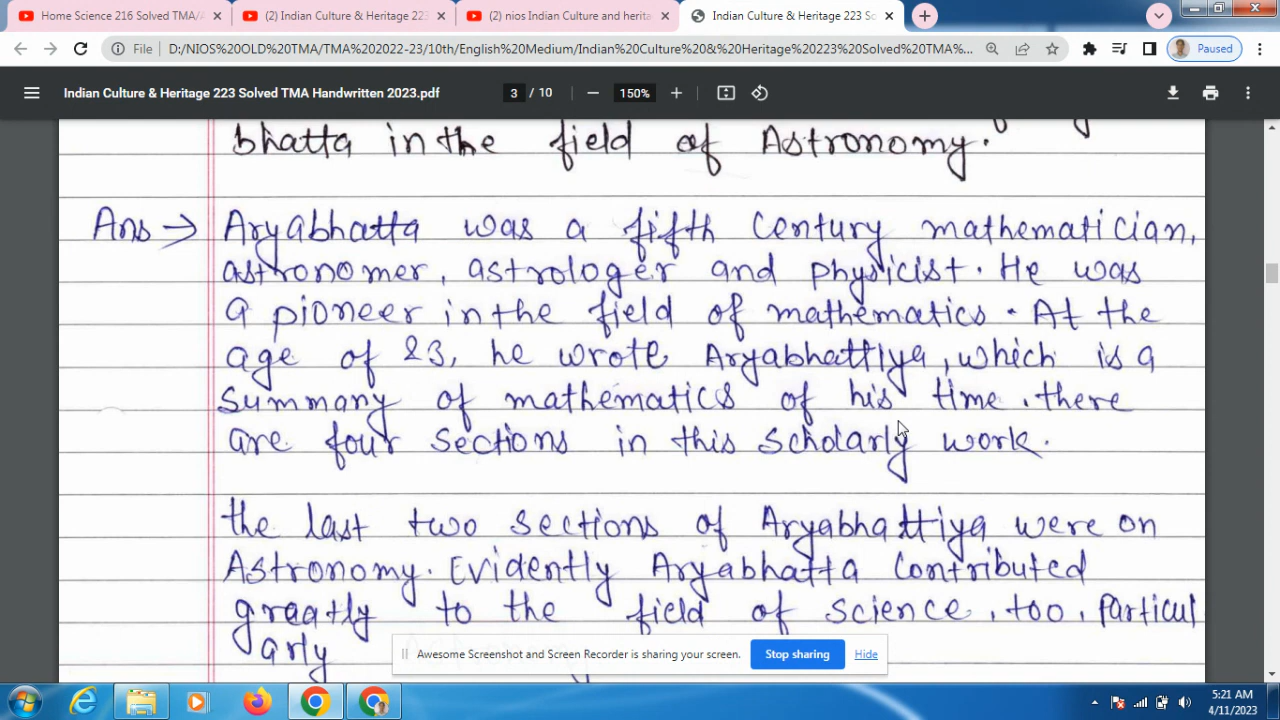 Home Science 216 Solved TMA/A
(2) Indian Culture & Heritage 223
(2) culture and herita
Indian Culture & Heritage 223 So
File
D:/NIOS%20OLD%20TMA/TMA%202022-23/10th/English%20Medium/Indian%20Culture%20&%20Heritage%20223%20Solved%20TMA%...
Paused
Indian Culture & Heritage 223 Solved TMA Handwritten 2023.pdf
3 / 10
150%
bhatta in the field of Astronomy.
Ans → Aryabhatta was a fifth century mathematician,
astronomer, astrologer and physicist. He was
a pioneer in the field of mathematics. At the
age of 23, he wrote Aryabhattiya, which is a
summary of mathematics of his time. there
are four sections in this scholarly work.
the last two sections of Aryabhattiya were on
Astronomy. Evidently Aryabhatta contributed
greatly to the field of science, too, particul
arly
Awesome Screenshot and Screen Recorder is sharing your screen.
Stop sharing
Hide
5:21 AM
4/11/2023